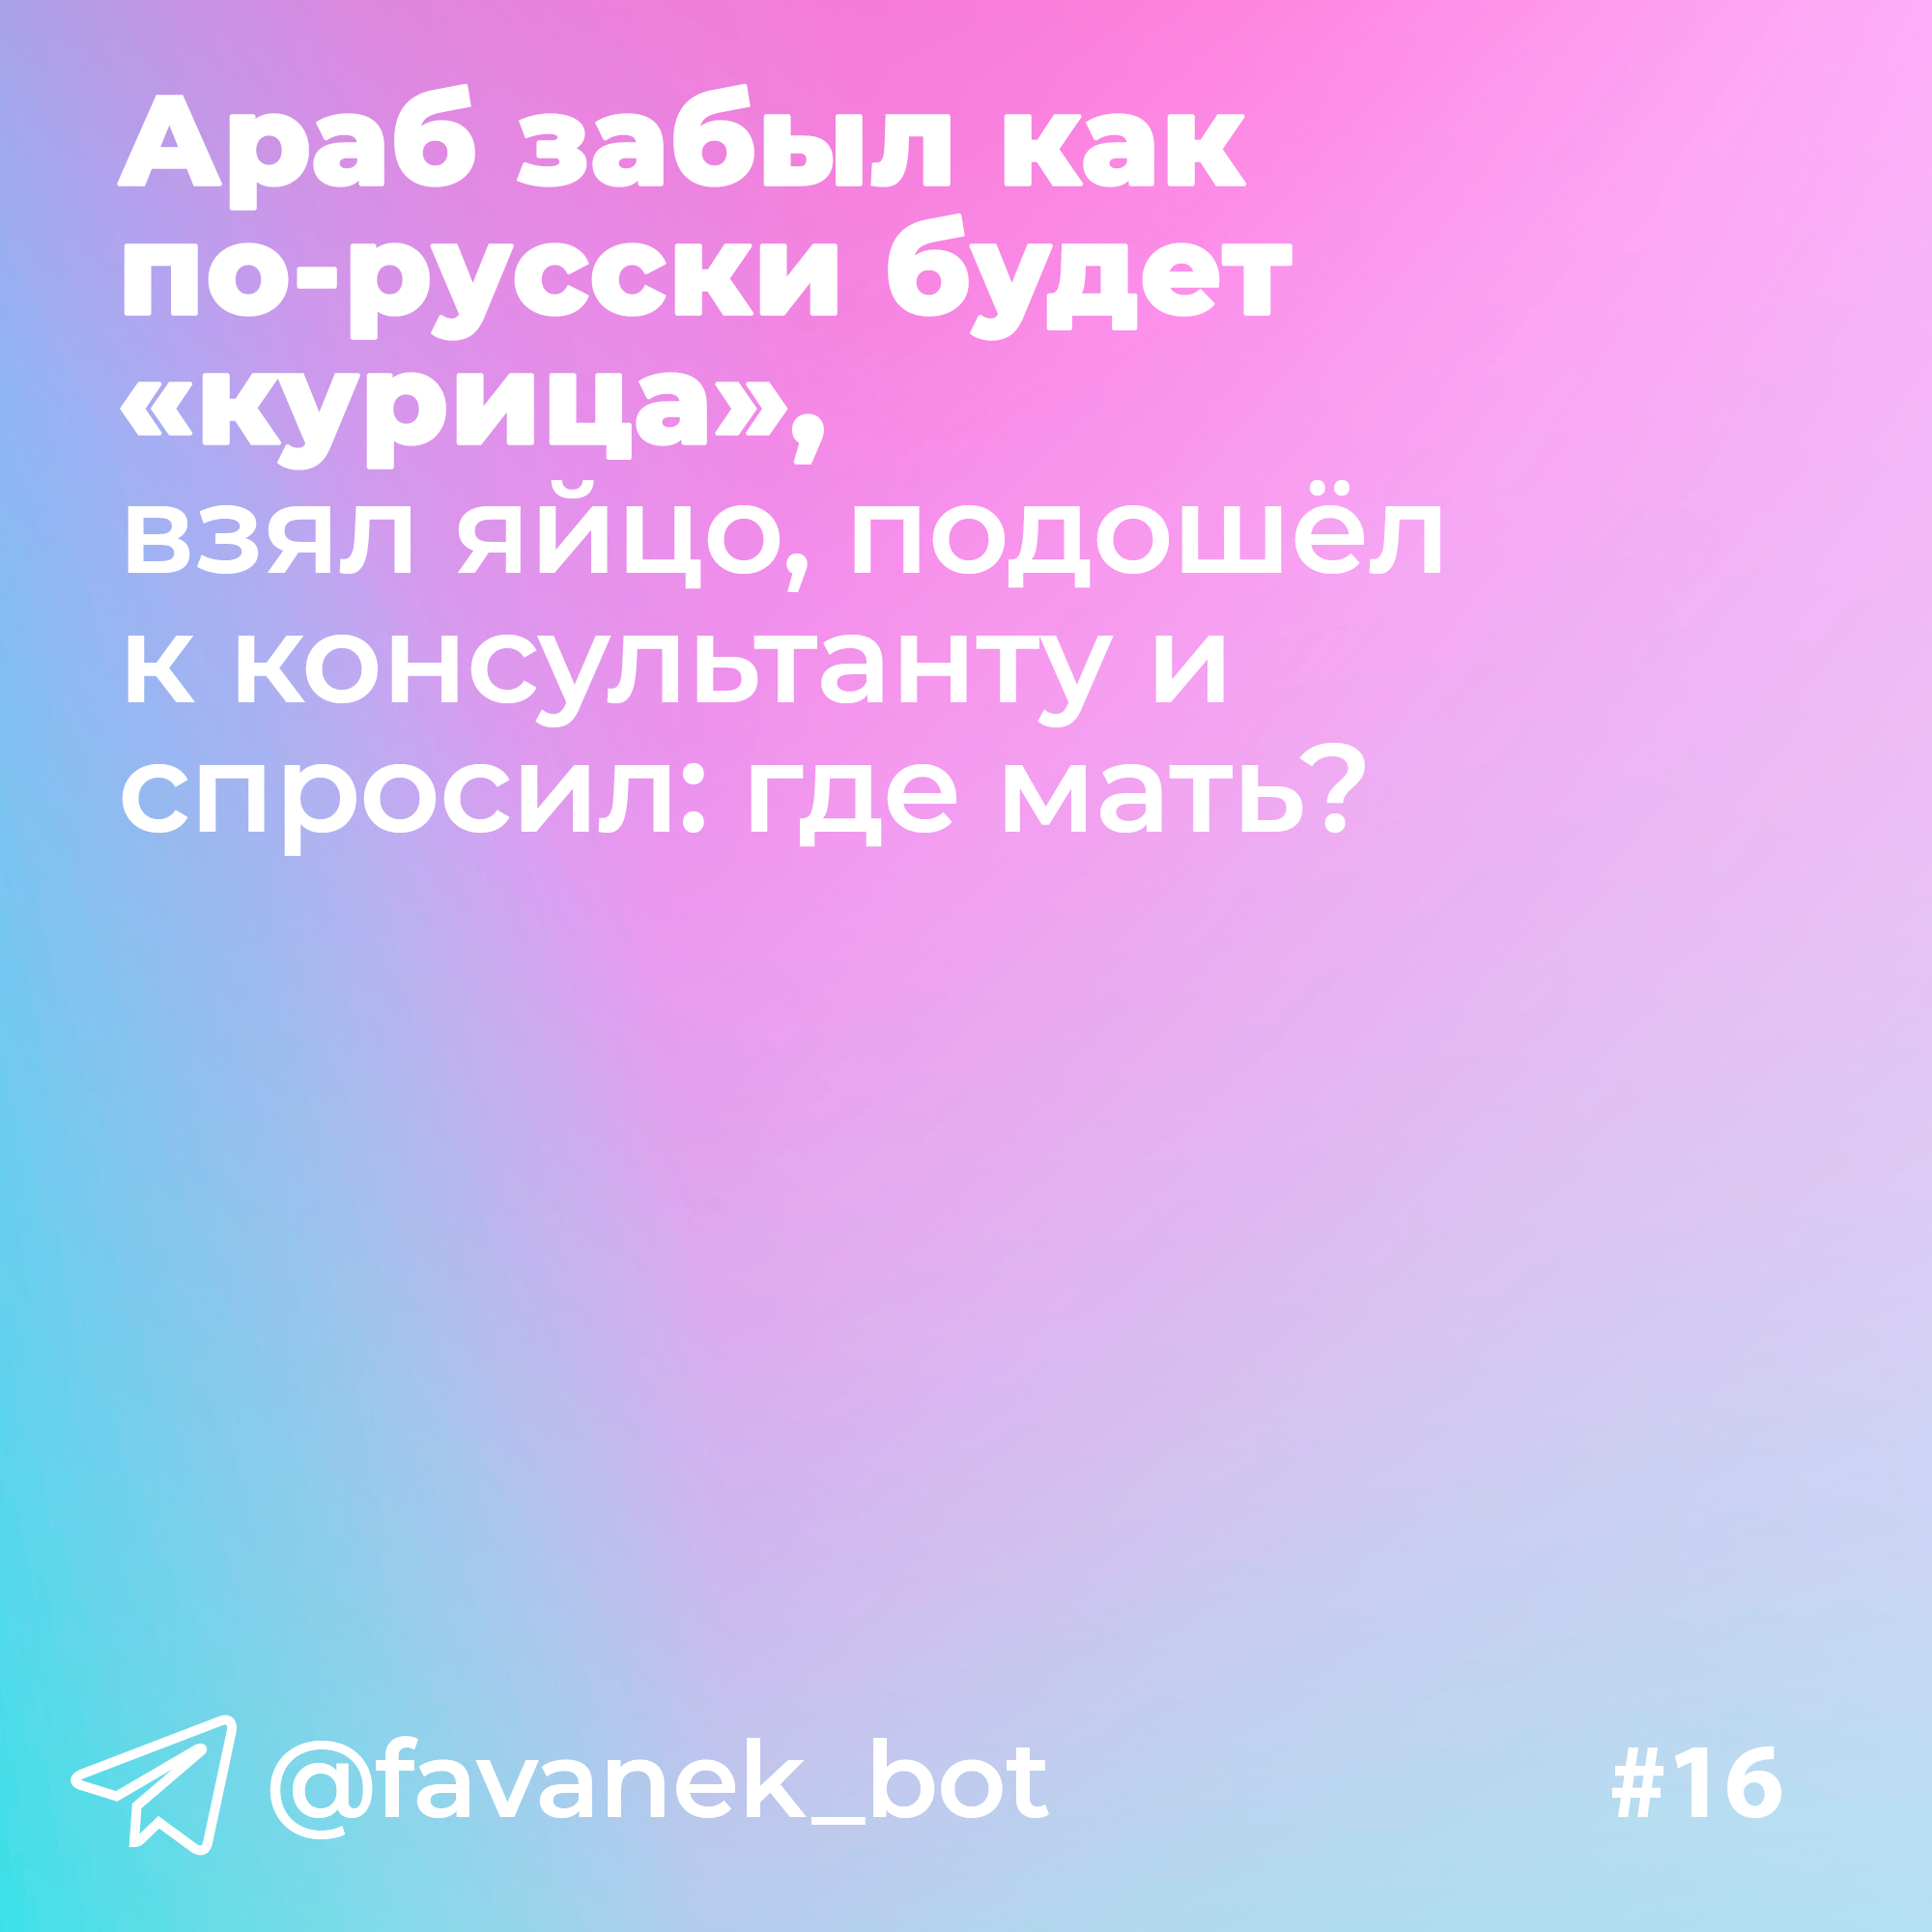 Араб забыл как
по-русски будет
«курица»,
взял яйцо, подошёл
к консультанту и
спросил: где мать?
@favanek_bot
#16